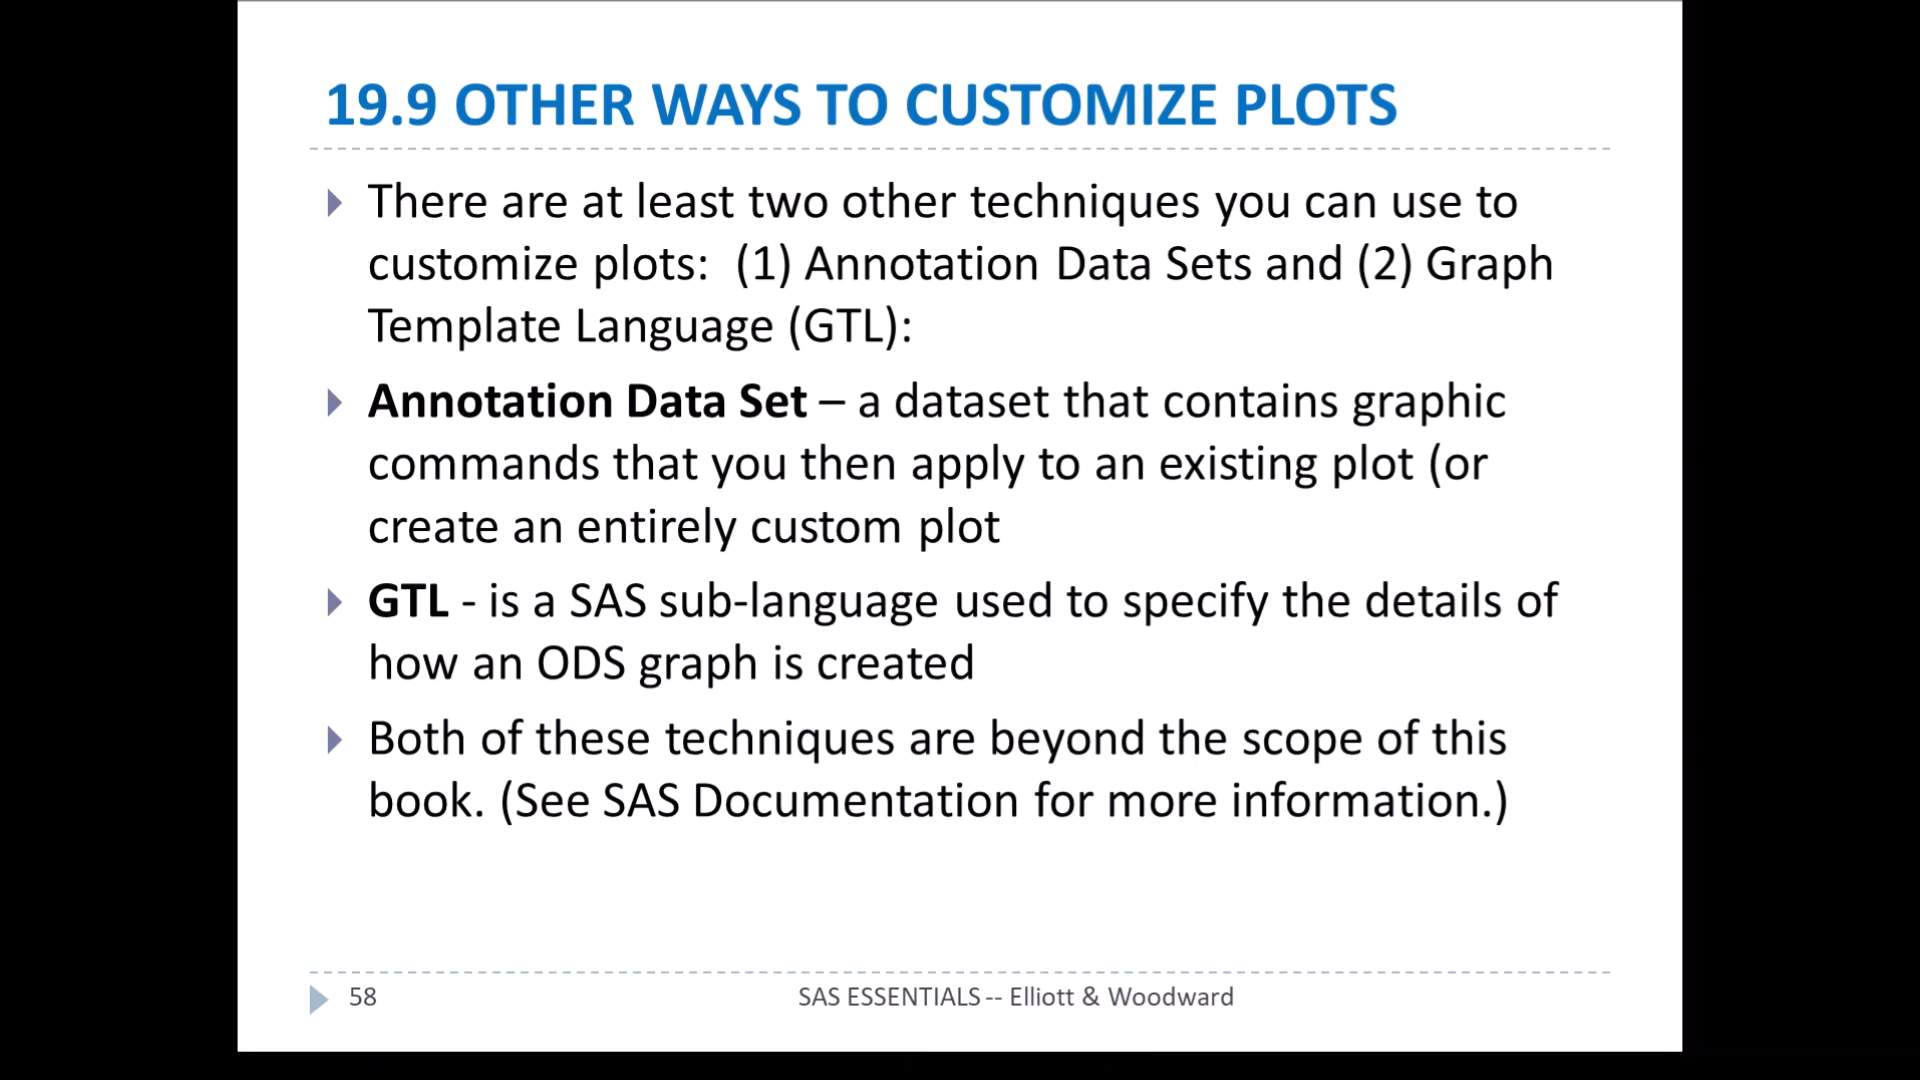 19.9 OTHER WAYS TO CUSTOMIZE PLOTS
There are at least two other techniques you can use to
customize plots:  (1) Annotation Data Sets and (2) Graph
Template Language (GTL):
Annotation Data Set – a dataset that contains graphic
commands that you then apply to an existing plot (or
create an entirely custom plot
GTL - is a SAS sub-language used to specify the details of
how an ODS graph is created
Both of these techniques are beyond the scope of this
book. (See SAS Documentation for more information.)
58
SAS ESSENTIALS -- Elliott & Woodward